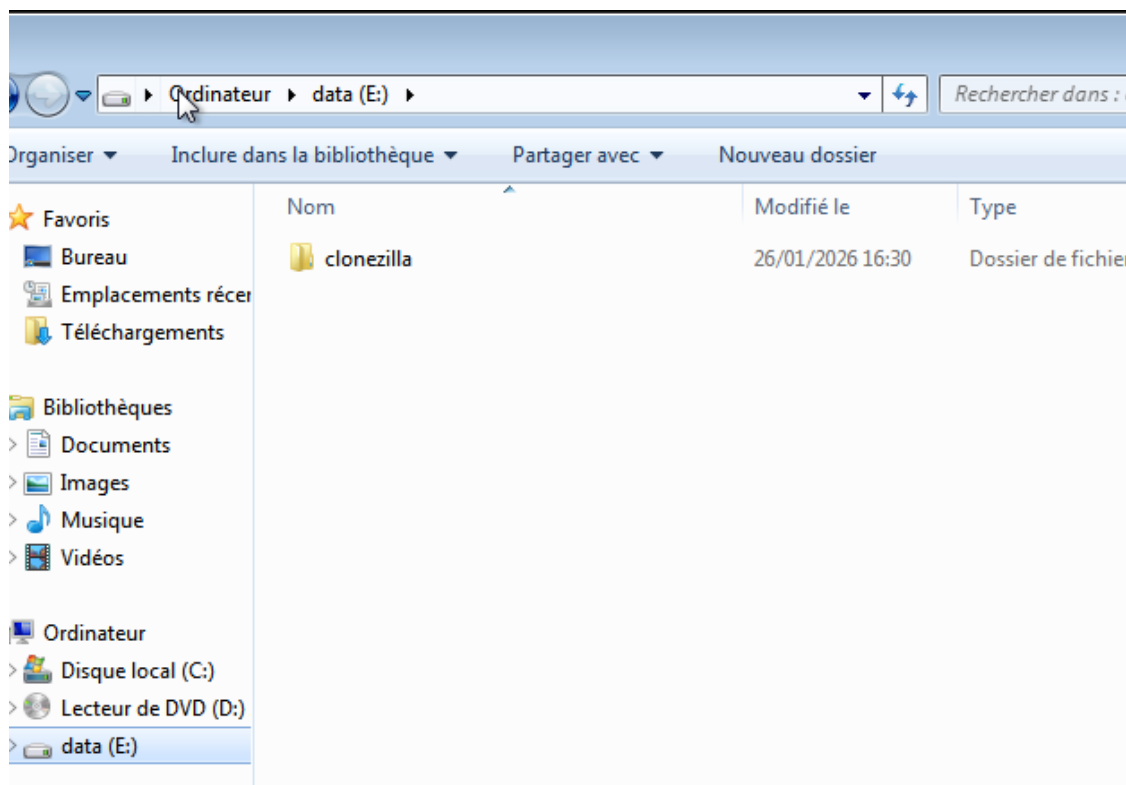 Ordinateur data (E:)
Rechercher dans :
Organiser Inclure dans la bibliothèque Partager avec Nouveau dossier
Nom Modifié le Type
clonezilla 26/01/2026 16:30 Dossier de fichie
Favoris
Bureau
Emplacements récen
Téléchargements
Bibliothèques
Documents
Images
Musique
Vidéos
Ordinateur
Disque local (C:)
Lecteur de DVD (D:)
data (E:)